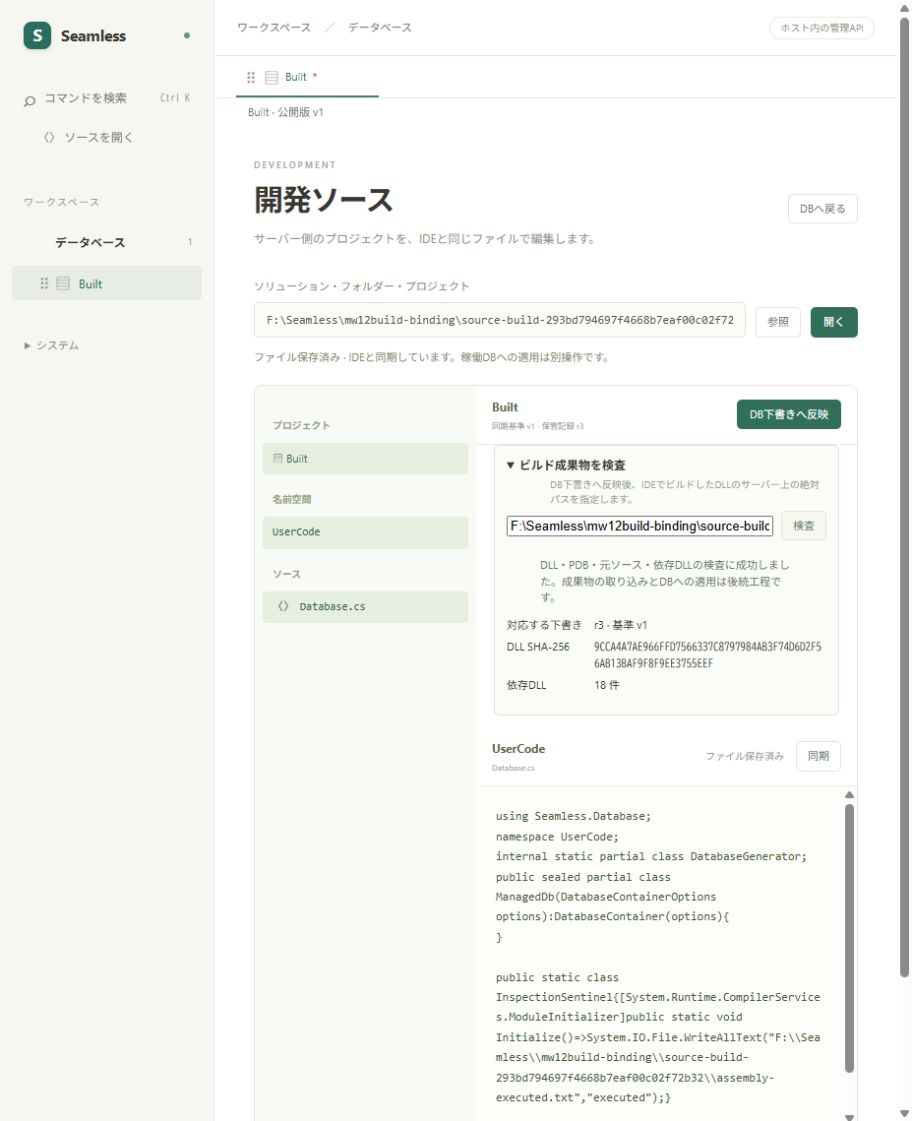 S Seamless
コマンドを検索 Ctrl K
ソースを開く
ワークスペース
データベース 1
Built
▶ システム
ワークスペース ／ データベース
ホスト内の管理API
Built *
Built · 公開版 v1
DEVELOPMENT
開発ソース
DBへ戻る
サーバー側のプロジェクトを、IDEと同じファイルで編集します。
ソリューション・フォルダー・プロジェクト
F:\Seamless\mw12build-binding\source-build-293bd794697f4668b7eaf00c02f72
参照
開く
ファイル保存済み · IDEと同期しています。稼働DBへの適用は別操作です。
プロジェクト
Built
名前空間
UserCode
ソース
Database.cs
Built
同期基準 v1 · 保管記録 r3
DB下書きへ反映
▼ ビルド成果物を検査
DB下書きへ反映後、IDEでビルドしたDLLのサーバー上の絶対
パスを指定します。
F:\Seamless\mw12build-binding\source-builc
検査
DLL・PDB・元ソース・依存DLLの検査に成功しまし
た。成果物の取り込みとDBへの適用は後続工程で
す。
対応する下書き r3 · 基準 v1
DLL SHA-256 9CCA4A7AE966FFD7566337C8797984AB3F74D6D2F5
6AB13BAF9F8F9EE3755EEF
依存DLL 18 件
UserCode
Database.cs
ファイル保存済み
同期
using Seamless.Database;
namespace UserCode;
internal static partial class DatabaseGenerator;
public sealed partial class
ManagedDb(DatabaseContainerOptions
options):DatabaseContainer(options){
}
public static class
InspectionSentinel{[System.Runtime.CompilerService
s.ModuleInitializer]public static void
Initialize()=>System.IO.File.WriteAllText("F:\\Sea
mless\\mw12build-binding\\source-build-
293bd794697f4668b7eaf00c02f72b32\\assembly-
executed.txt","executed");}